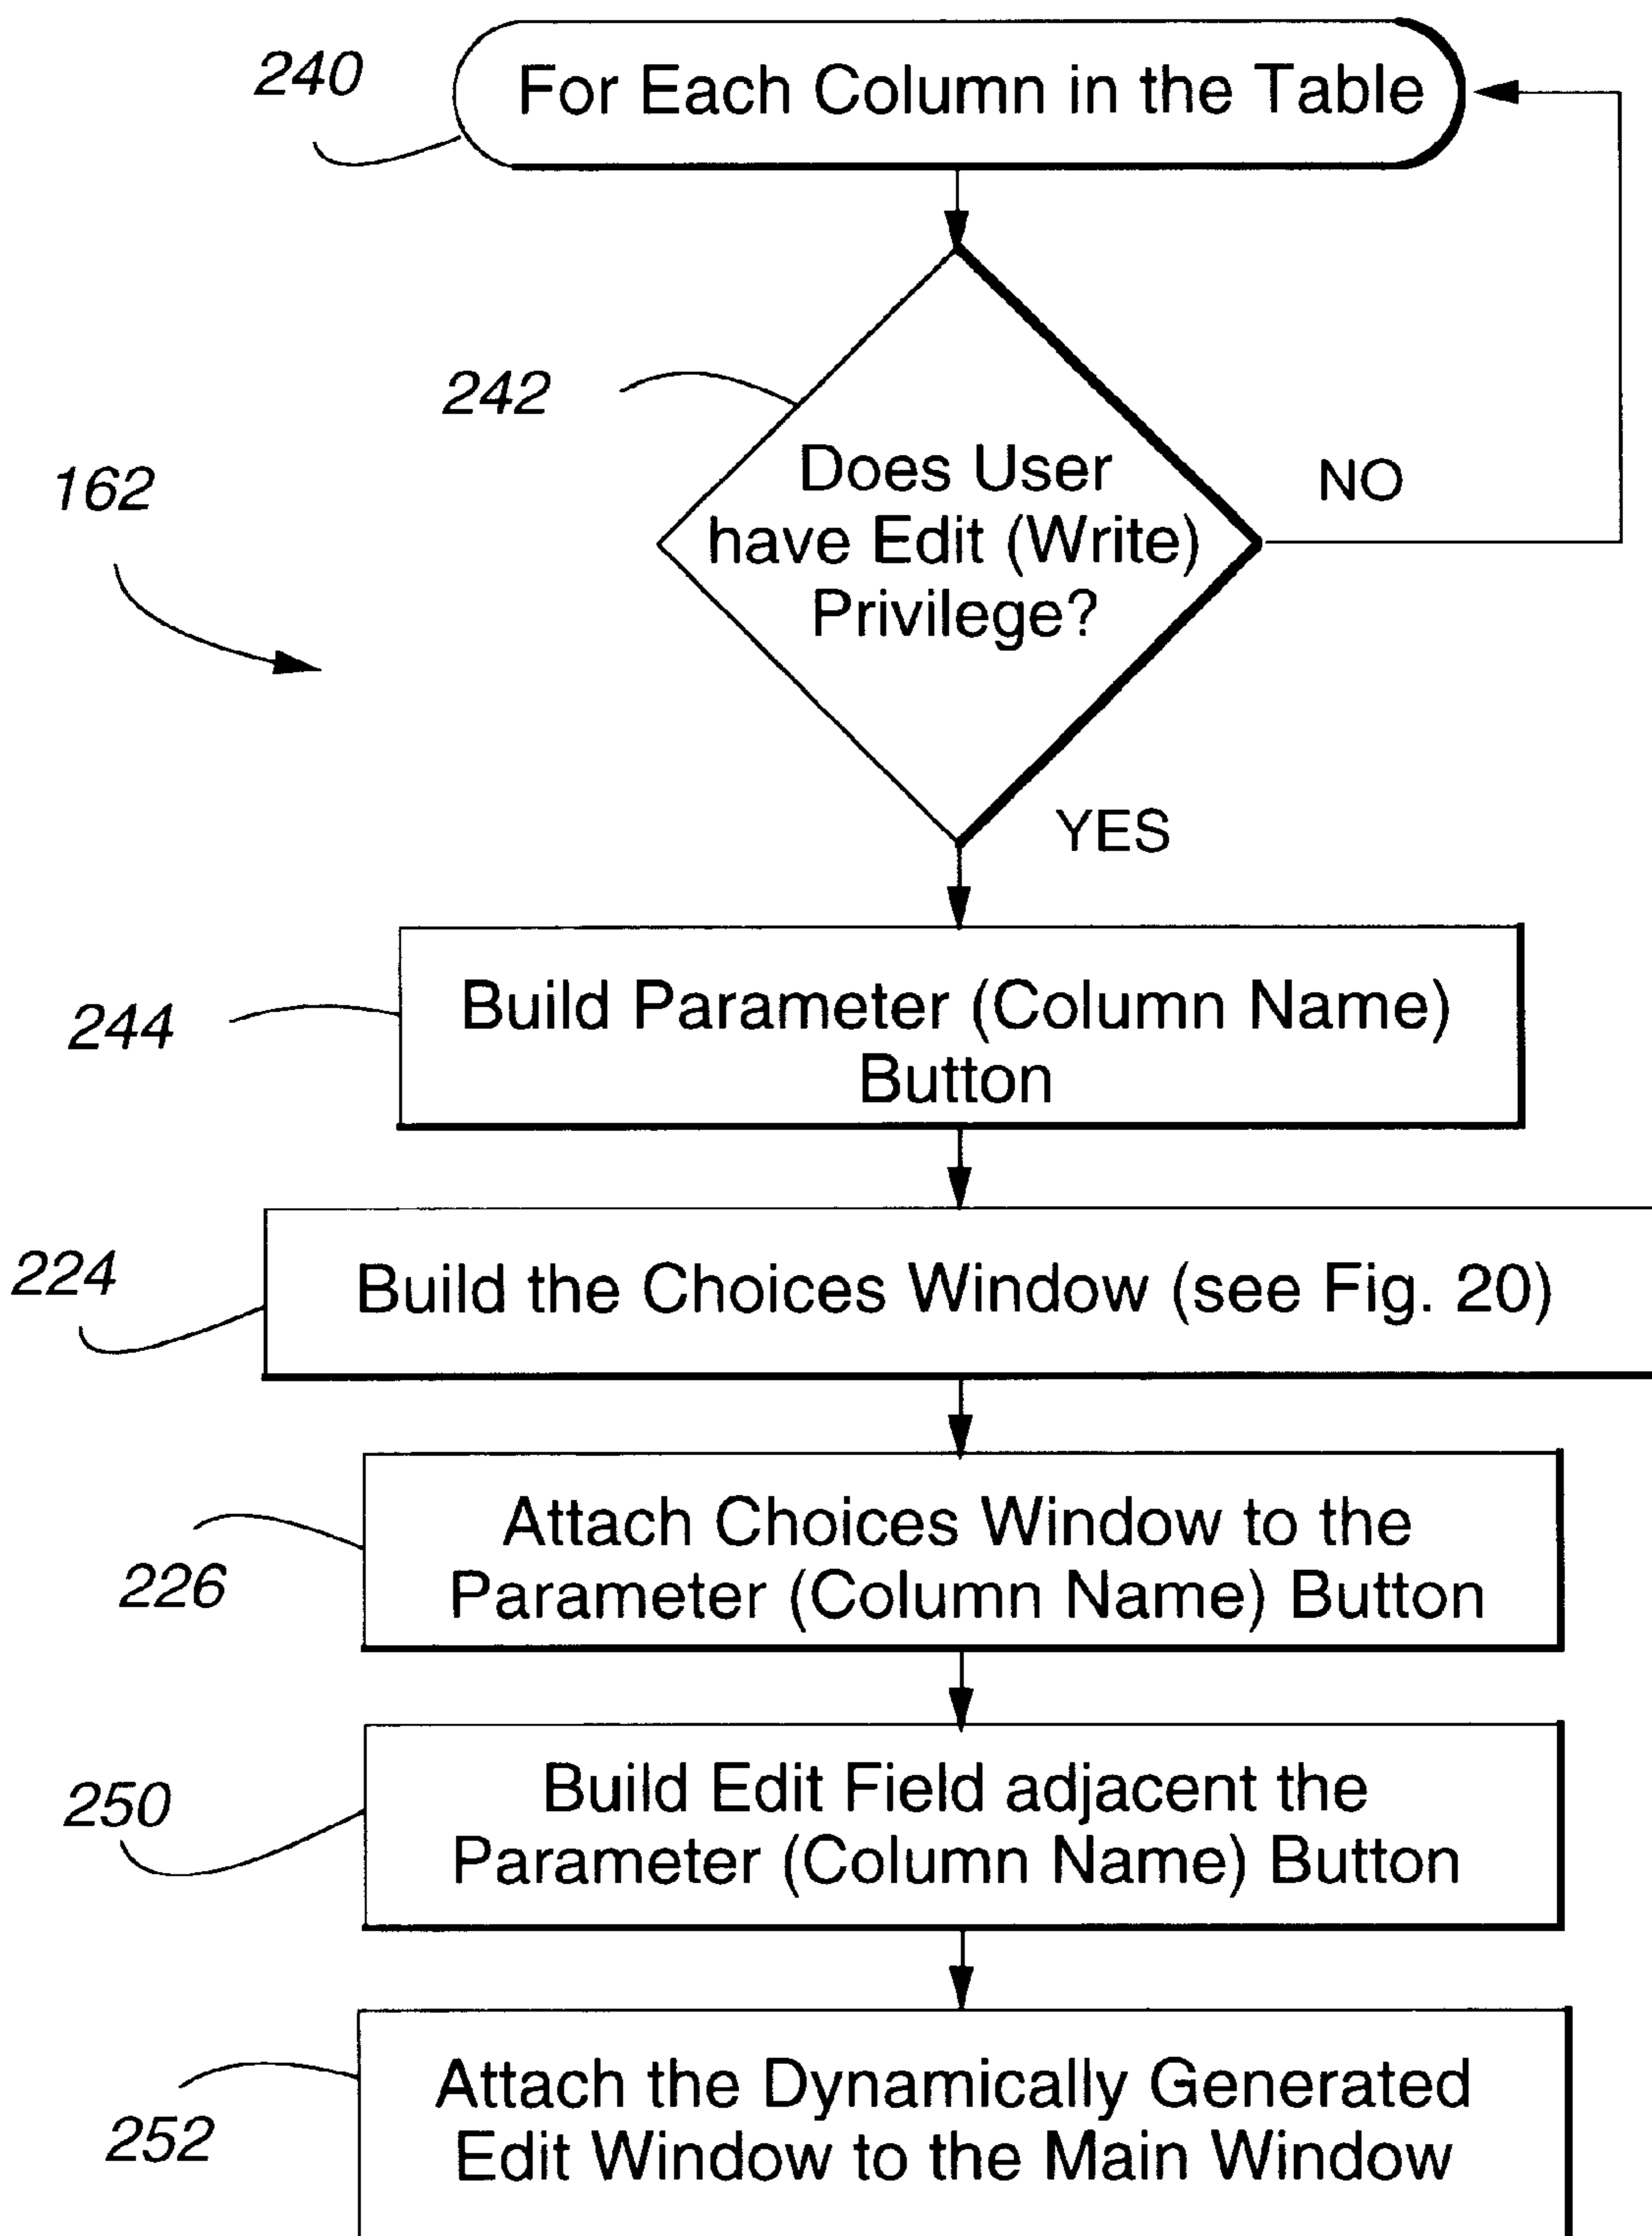 240
For Each Column in the Table
242
Does User
have Edit (Write)
Privilege?
NO
162
YES
244
Build Parameter (Column Name)
Button
224
Build the Choices Window (see Fig. 20)
Attach Choices Window to the
Parameter (Column Name) Button
226
Build Edit Field adjacent the
Parameter (Column Name) Button
250
Attach the Dynamically Generated
Edit Window to the Main Window
252